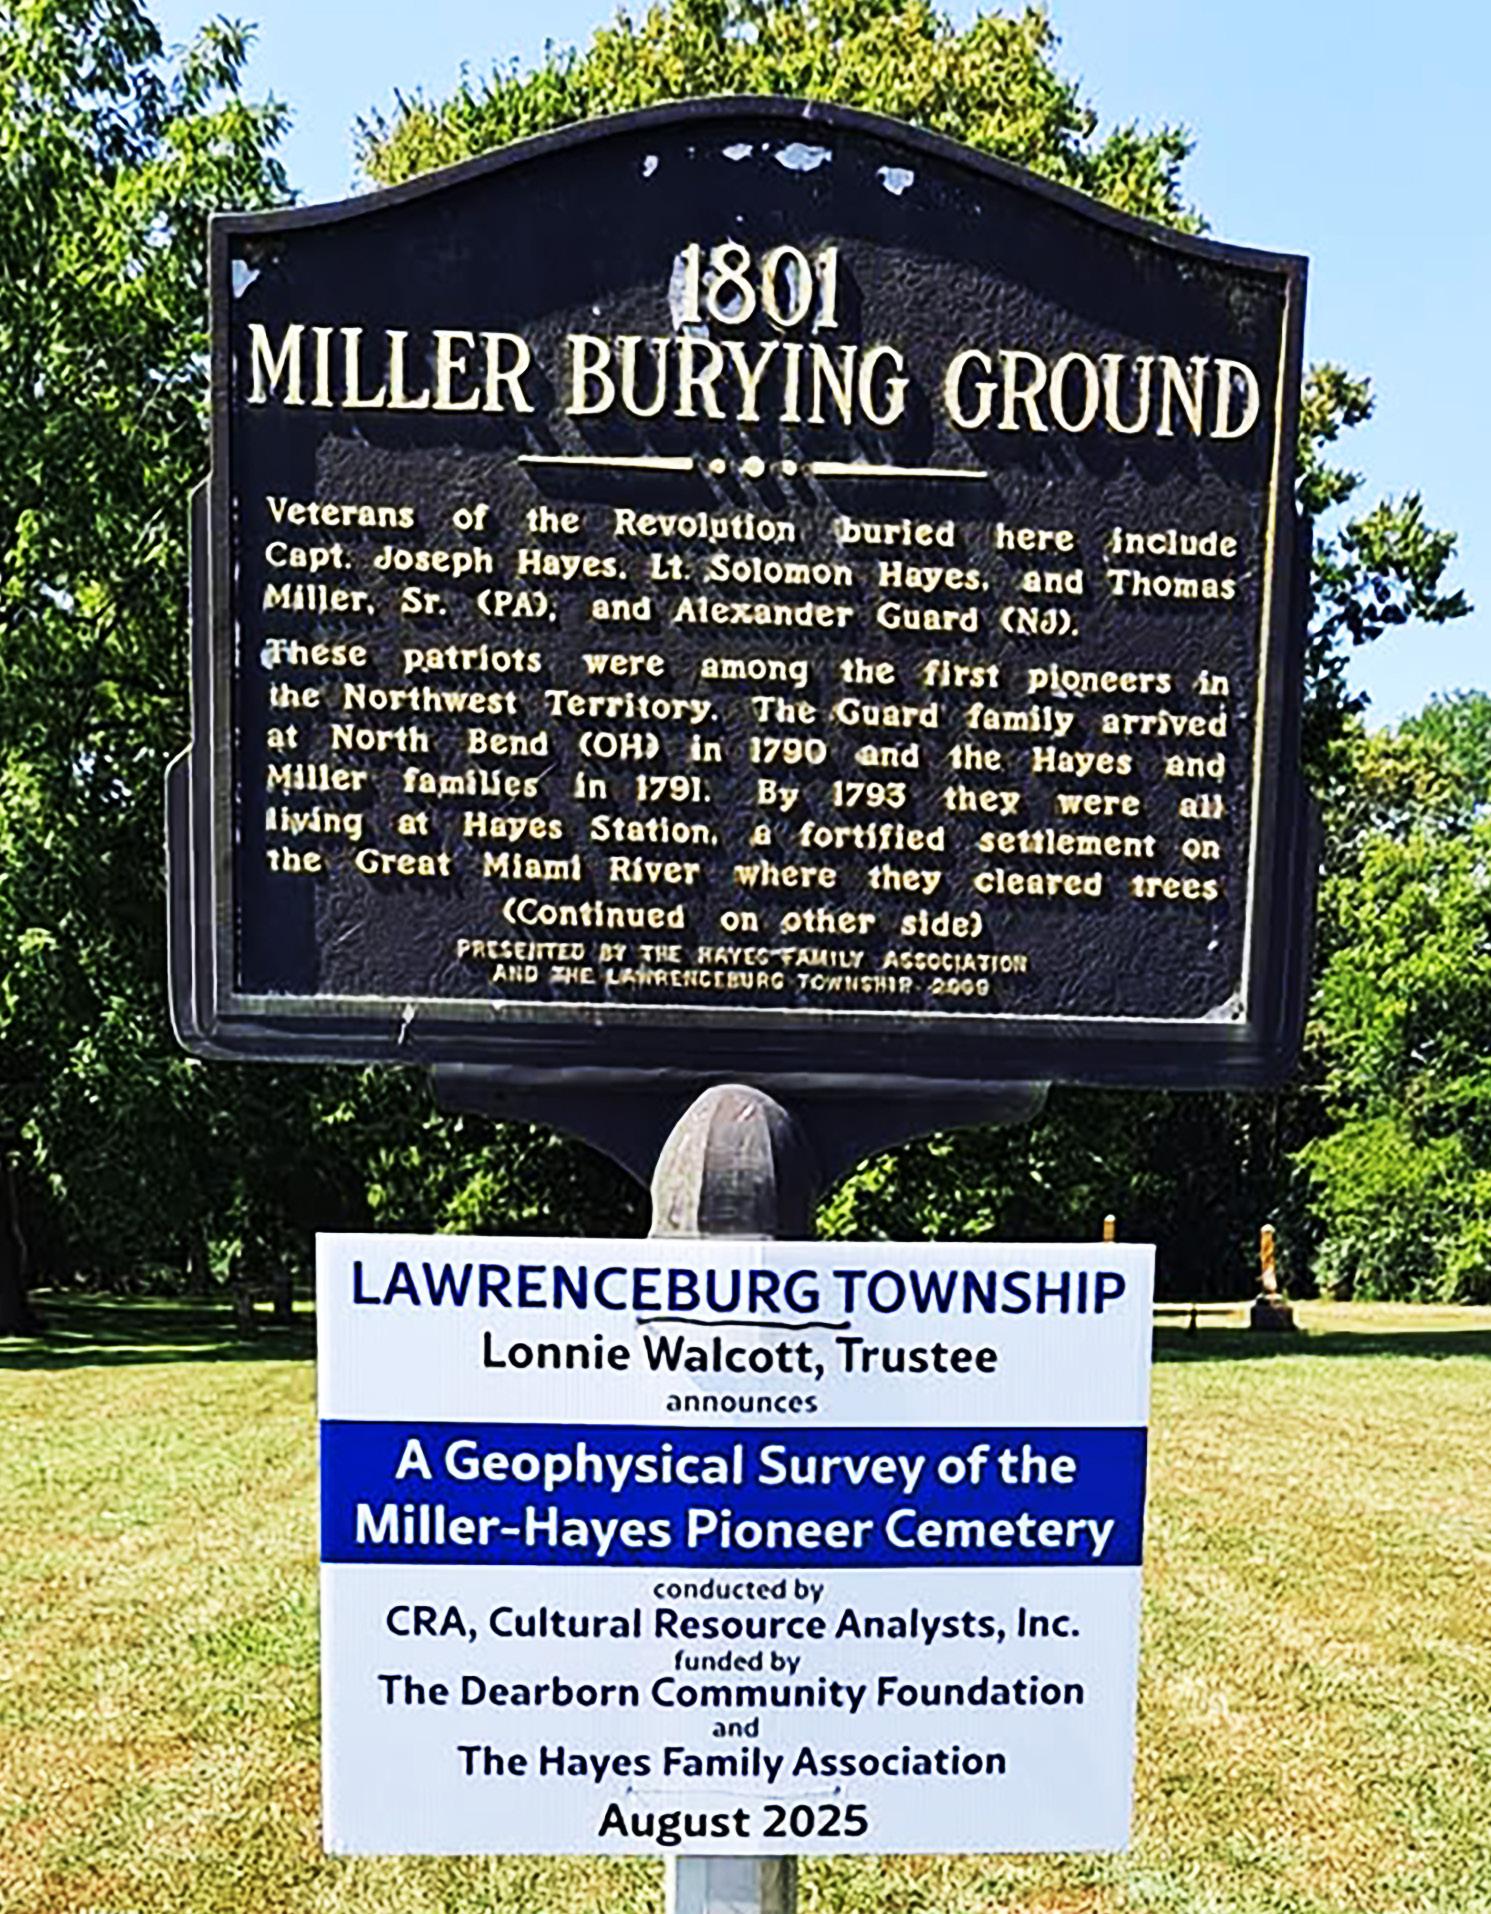 1801
MILLER BURYING GROUND
Veterans of the Revolution buried here include
Capt. Joseph Hayes, Lt. Solomon Hayes, and Thomas
Miller, Sr. (PA), and Alexander Guard (NJ).
These patriots were among the first pioneers in
the Northwest Territory. The Guard family arrived
at North Bend (OH) in 1790 and the Hayes and
Miller families in 1791. By 1793 they were all
living at Hayes Station, a fortified settlement on
the Great Miami River where they cleared trees
(Continued on other side)
PRESENTED BY THE HAYES FAMILY ASSOCIATION
AND THE LAWRENCEBURG TOWNSHIP
LAWRENCEBURG TOWNSHIP
Lonnie Walcott, Trustee
announces
A Geophysical Survey of the
Miller-Hayes Pioneer Cemetery
conducted by
CRA, Cultural Resource Analysts, Inc.
funded by
The Dearborn Community Foundation
and
The Hayes Family Association
August 2025